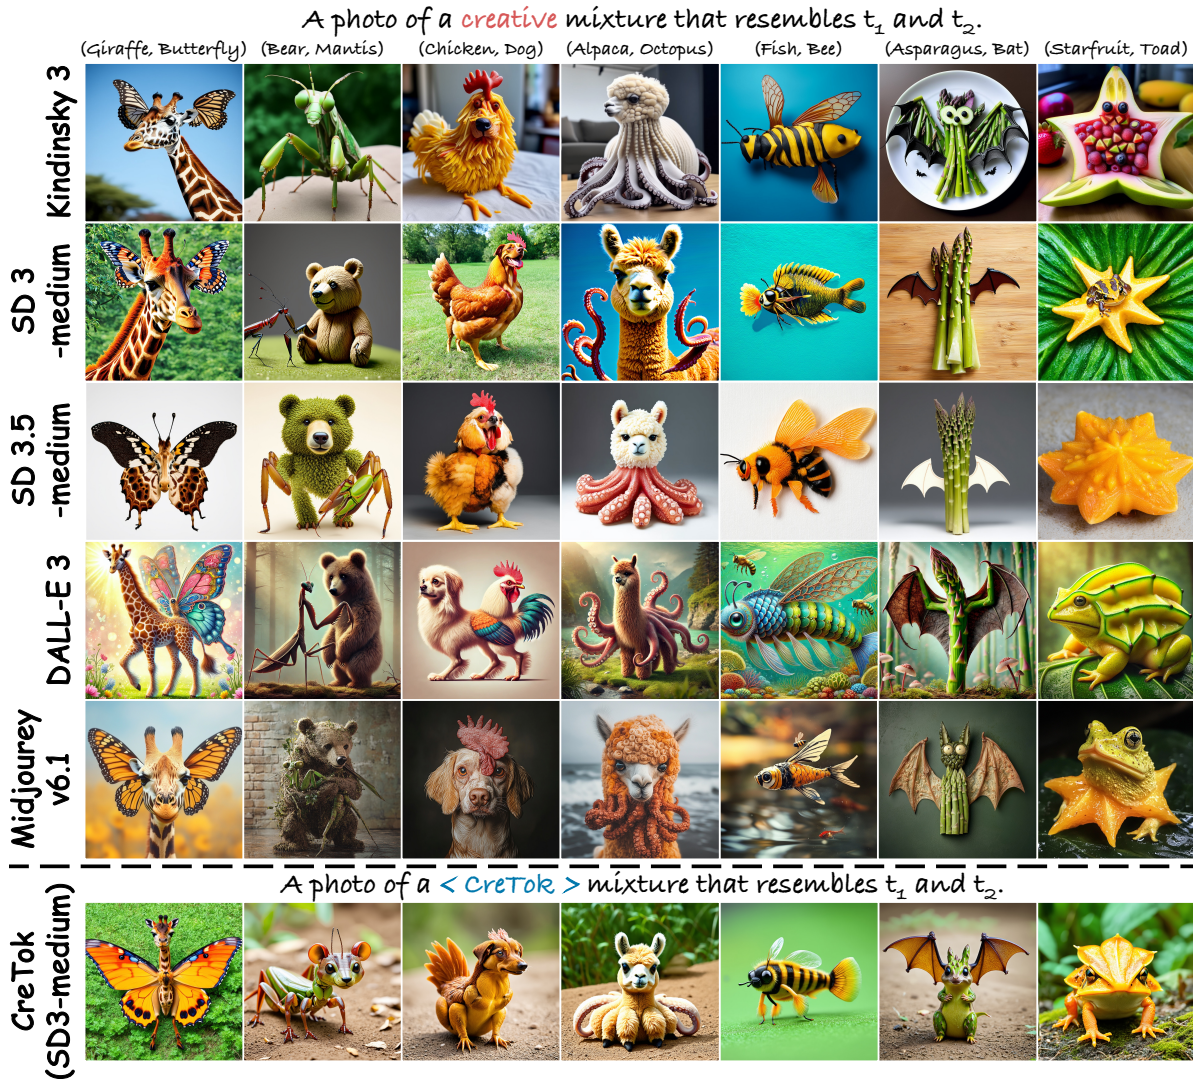 A photo of a creative mixture that resembles t1 and t2.
(Giraffe, Butterfly) (Bear, Mantis) (Chicken, Dog) (Alpaca, Octopus) (Fish, Bee) (Asparagus, Bat) (Starfruit, Toad)
Kindinsky 3
SD 3
-medium
SD 3.5
-medium
DALL-E 3
Midjourey
v6.1
A photo of a < CreTok > mixture that resembles t1 and t2.
CreTok
(SD3-medium)